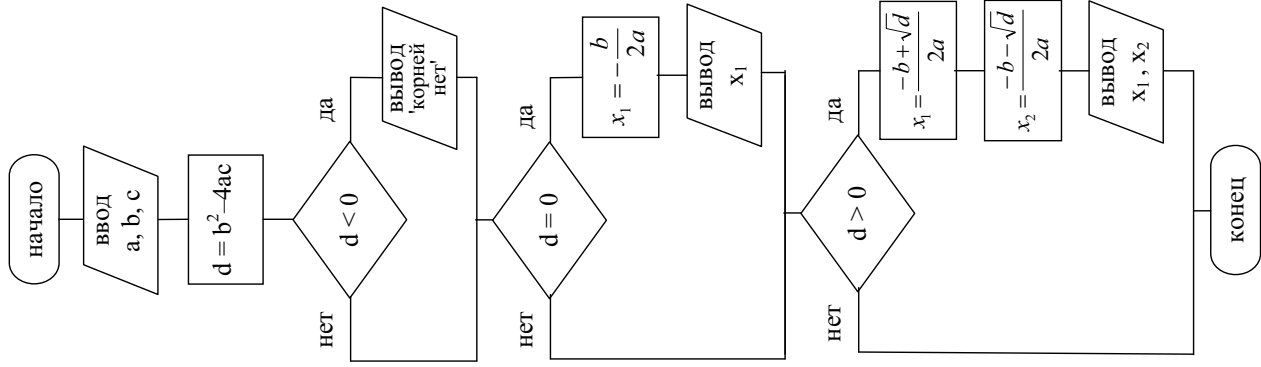 начало
ввод
a, b, c
d = b²–4ac
d < 0
нет
да
вывод
'корней
нет'
d = 0
нет
да
x₁ = −b/2a
вывод
x₁
d > 0
нет
да
x₁ = −b + √d/2a
x₂ = −b − √d/2a
вывод
x₁ , x₂
конец